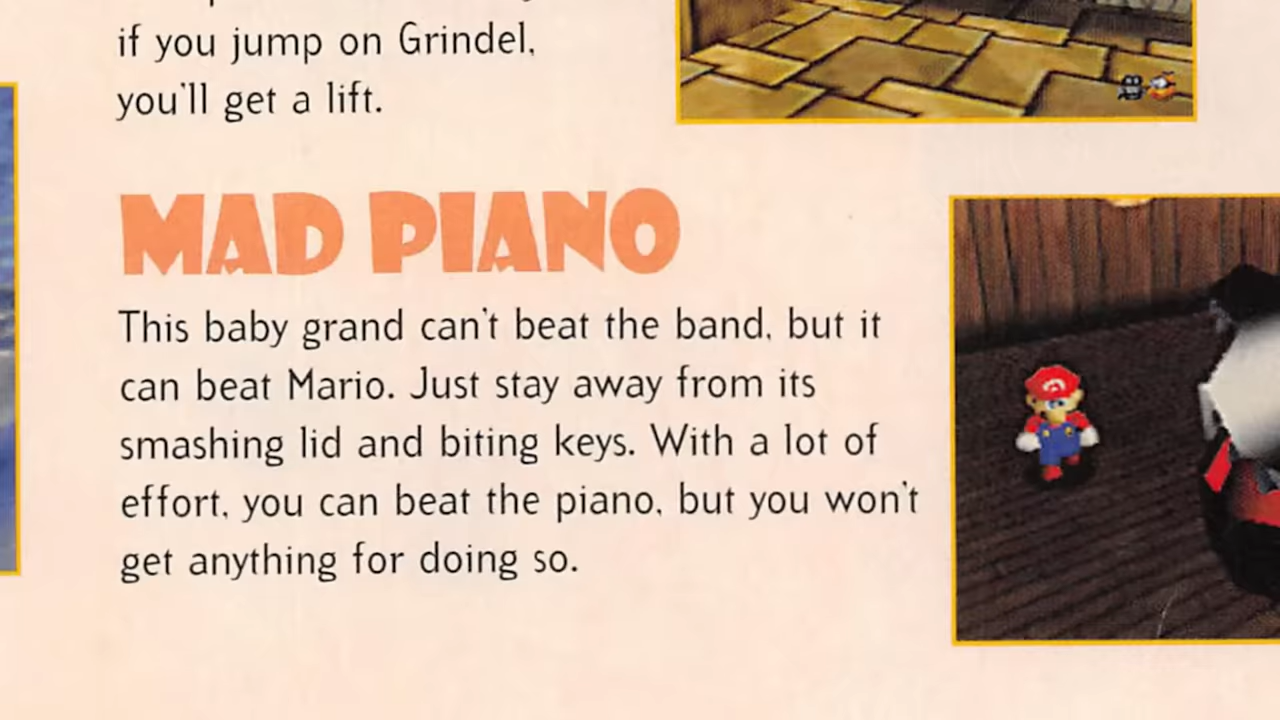 if you jump on Grindel,
you'll get a lift.
MAD PIANO
This baby grand can't beat the band, but it
can beat Mario. Just stay away from its
smashing lid and biting keys. With a lot of
effort, you can beat the piano, but you won't
get anything for doing so.